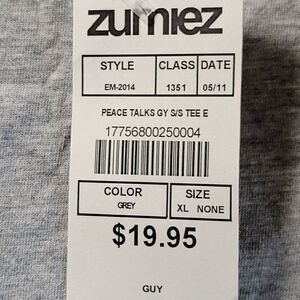 zumiez
STYLE CLASS DATE
EM-2014 1351 05/11
PEACE TALKS GY S/S TEE E
17756800250004
COLOR SIZE
GREY XL NONE
$19.95
GUY